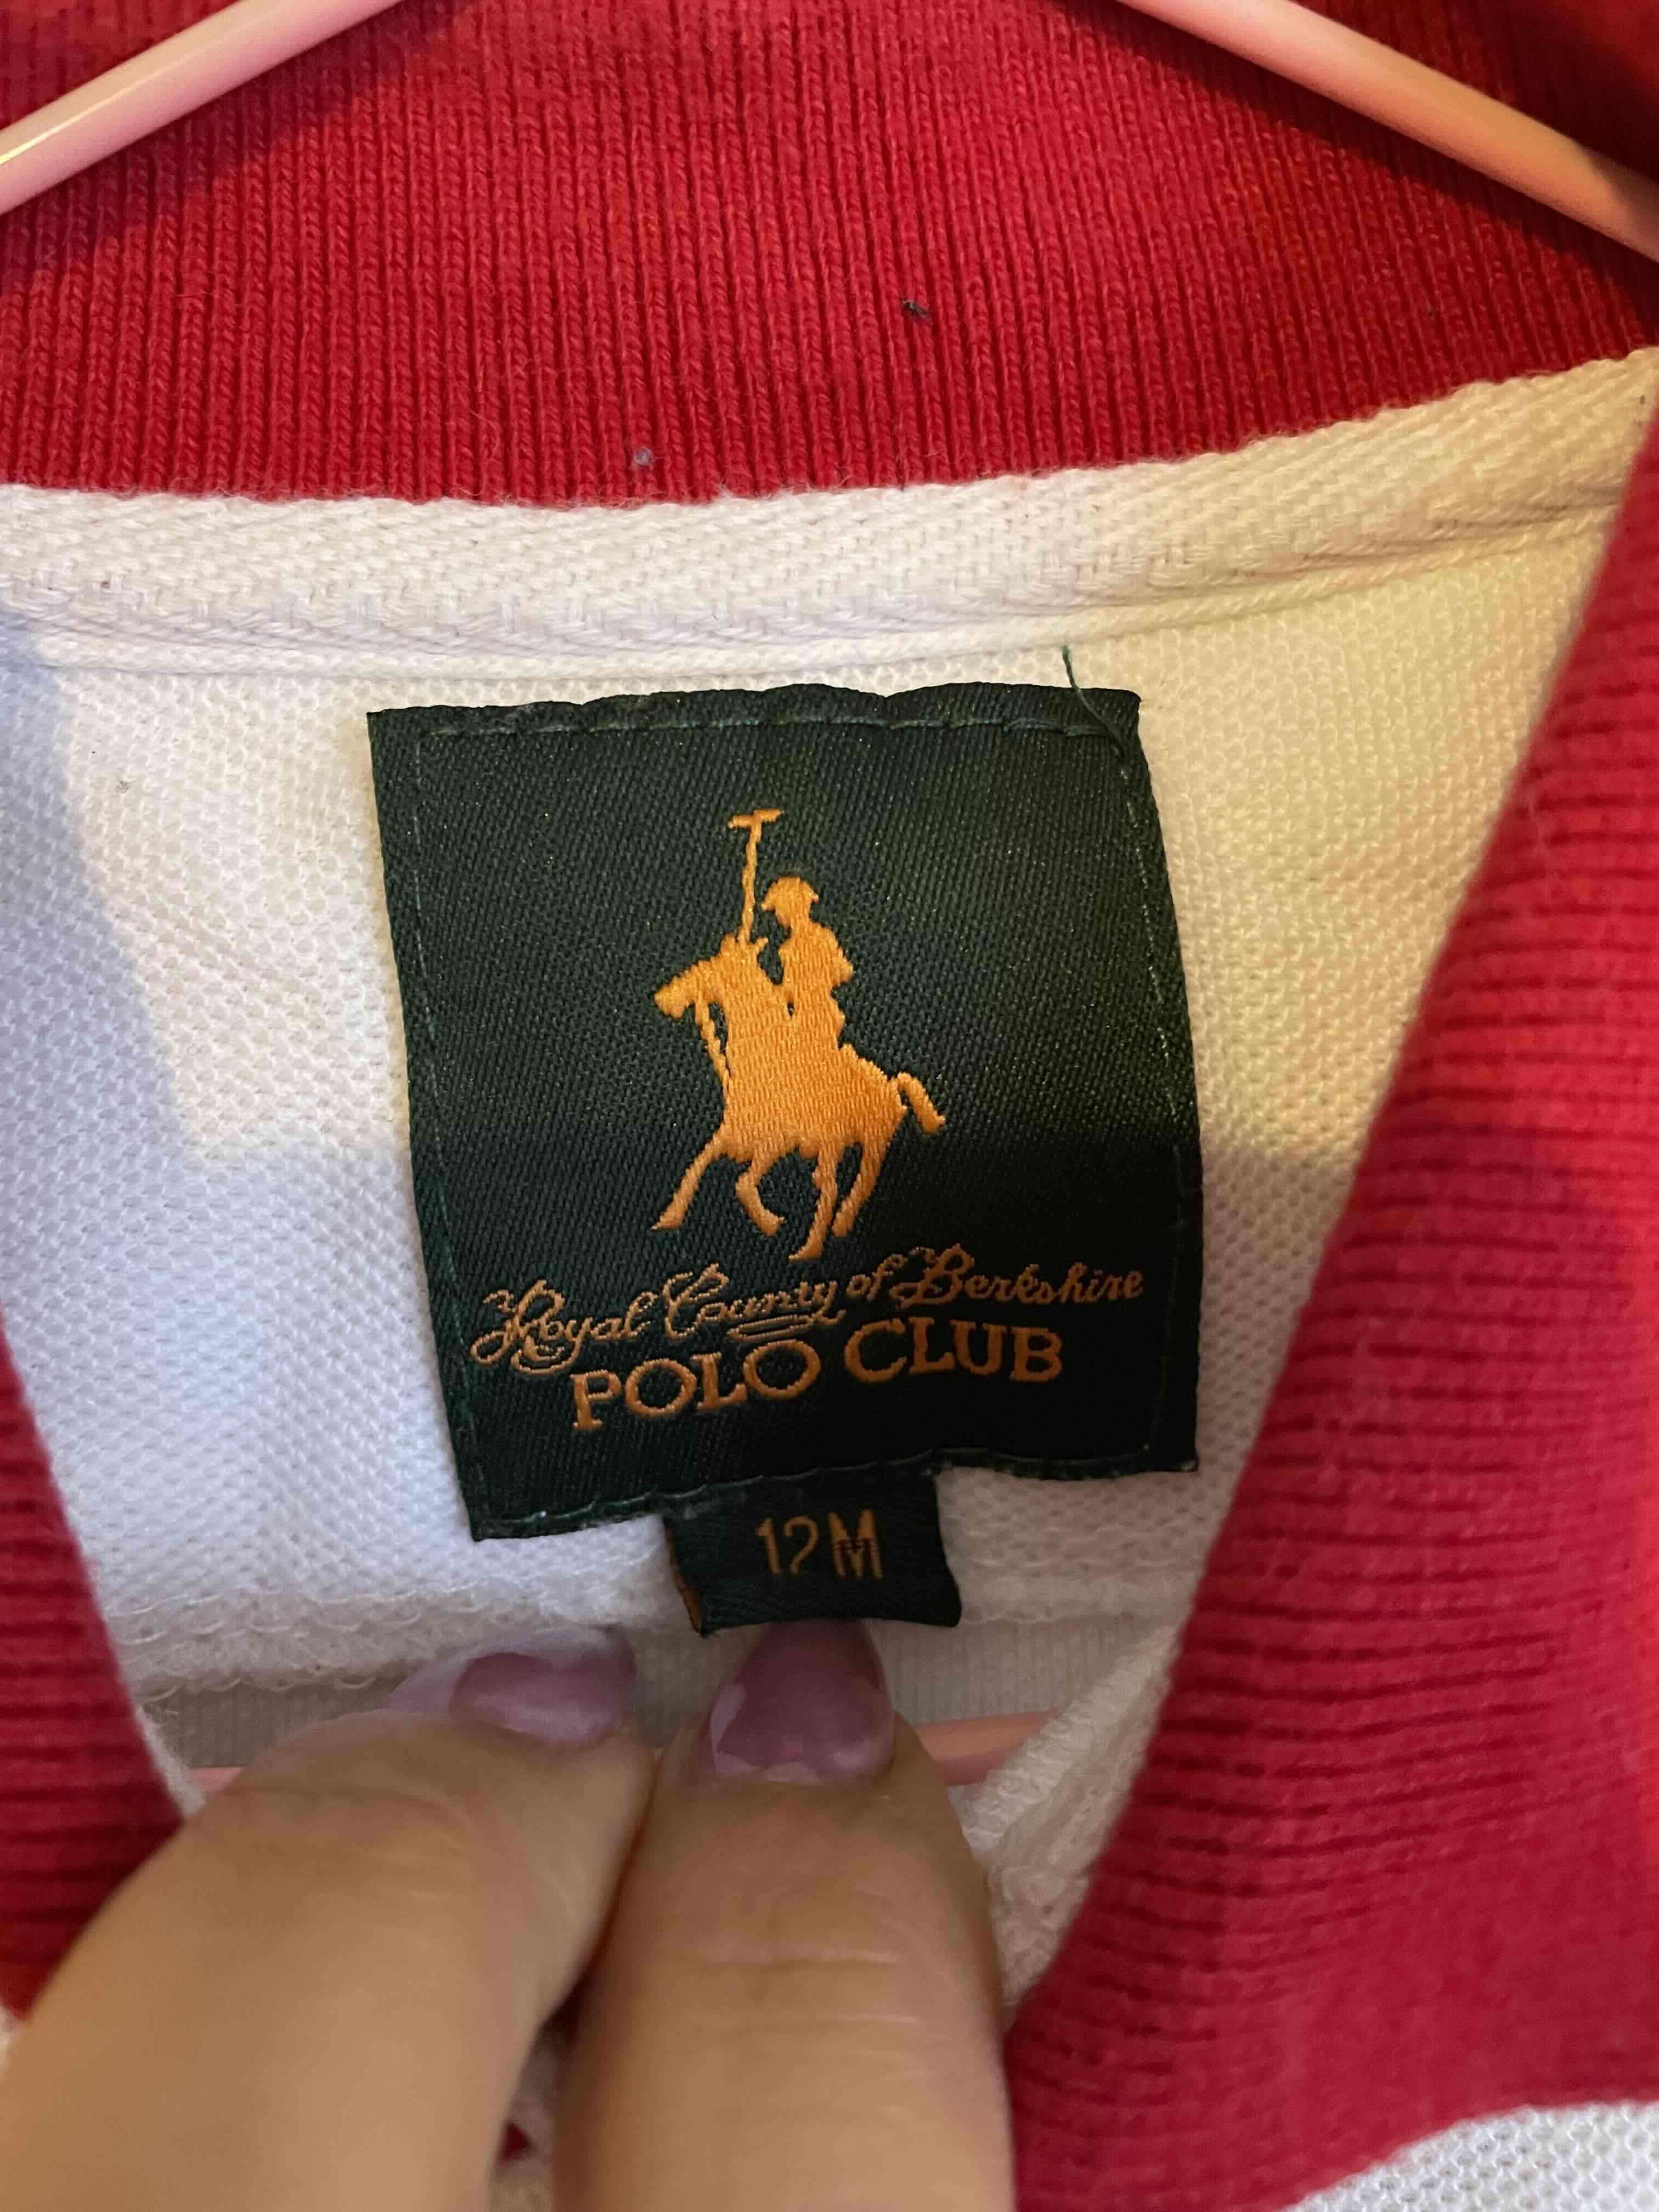 Royal County of Berkshire
POLO CLUB
12M